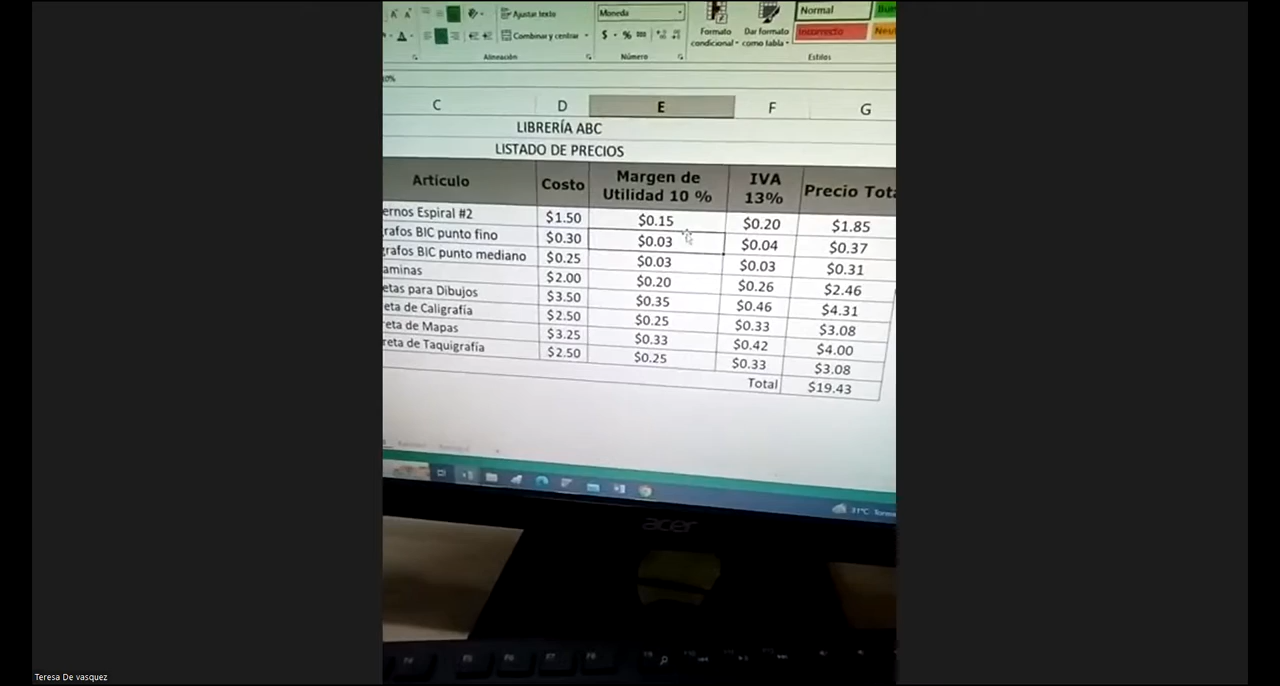 Ajustar texto
Moneda
Normal
Combinar y centrar
$ % 000
Formato condicional
Dar formato como tabla
Incorrecto
Alineación
Número
Estilos
C D E F G
LIBRERÍA ABC
LISTADO DE PRECIOS
Artículo Costo Margen de Utilidad 10 % IVA 13% Precio Tota
ernos Espiral #2 $1.50 $0.15 $0.20 $1.85
grafos BIC punto fino $0.30 $0.03 $0.04 $0.37
grafos BIC punto mediano $0.25 $0.03 $0.03 $0.31
aminas $2.00 $0.20 $0.26 $2.46
etas para Dibujos $3.50 $0.35 $0.46 $4.31
eta de Caligrafía $2.50 $0.25 $0.33 $3.08
reta de Mapas $3.25 $0.33 $0.42 $4.00
reta de Taquigrafía $2.50 $0.25 $0.33 $3.08
Total $19.43
31°C
acer
Teresa De vasquez